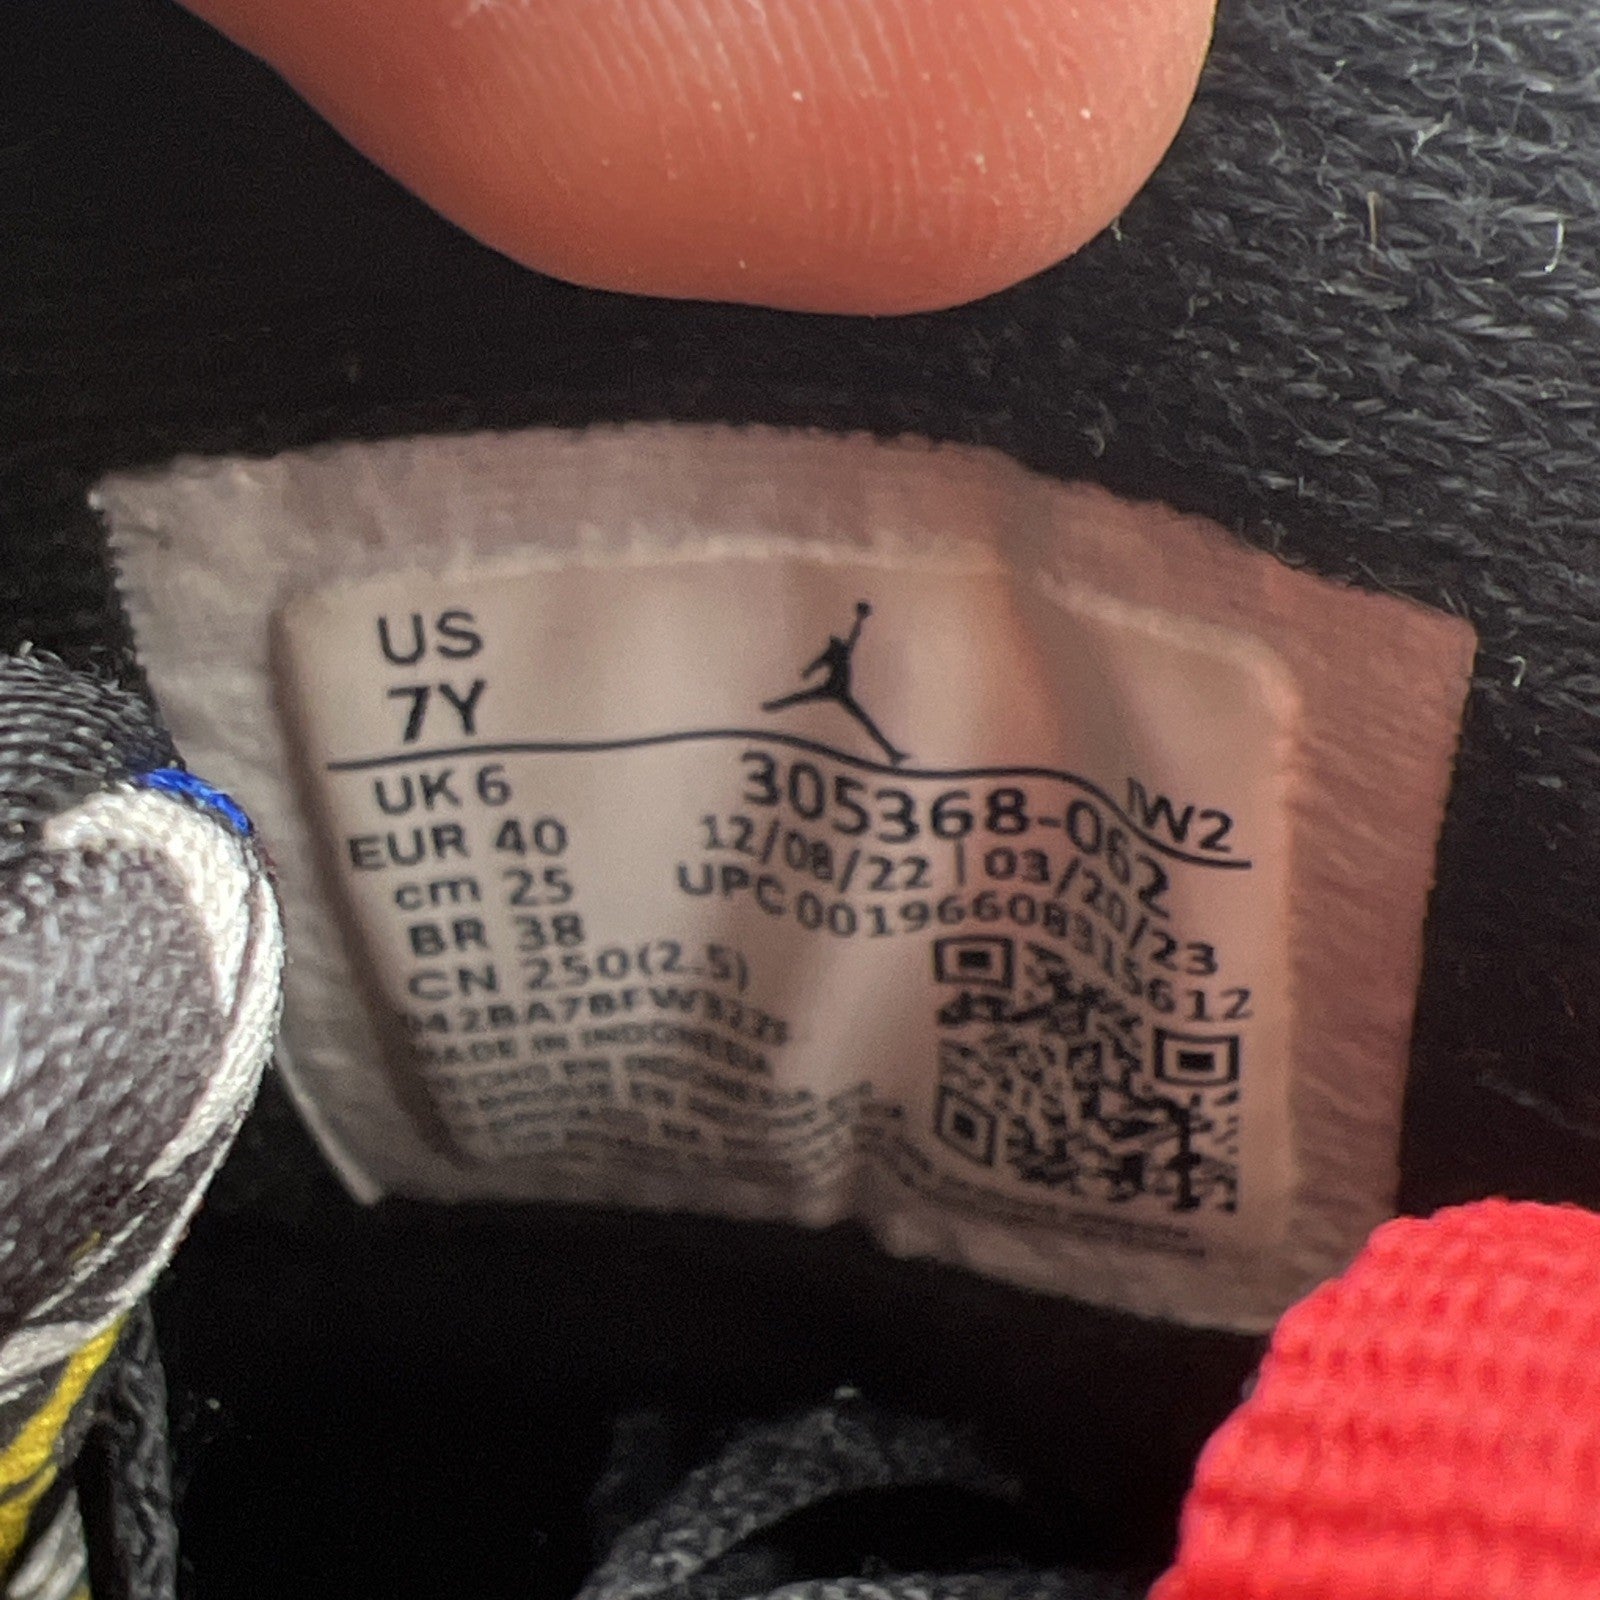 US
7Y
UK 6
EUR 40
cm 25
BR 38
CN 250(2.5)
MADE IN INDONESIA
305368-062
IW2
12/08/22 | 03/20/23
UPC 00196608315612